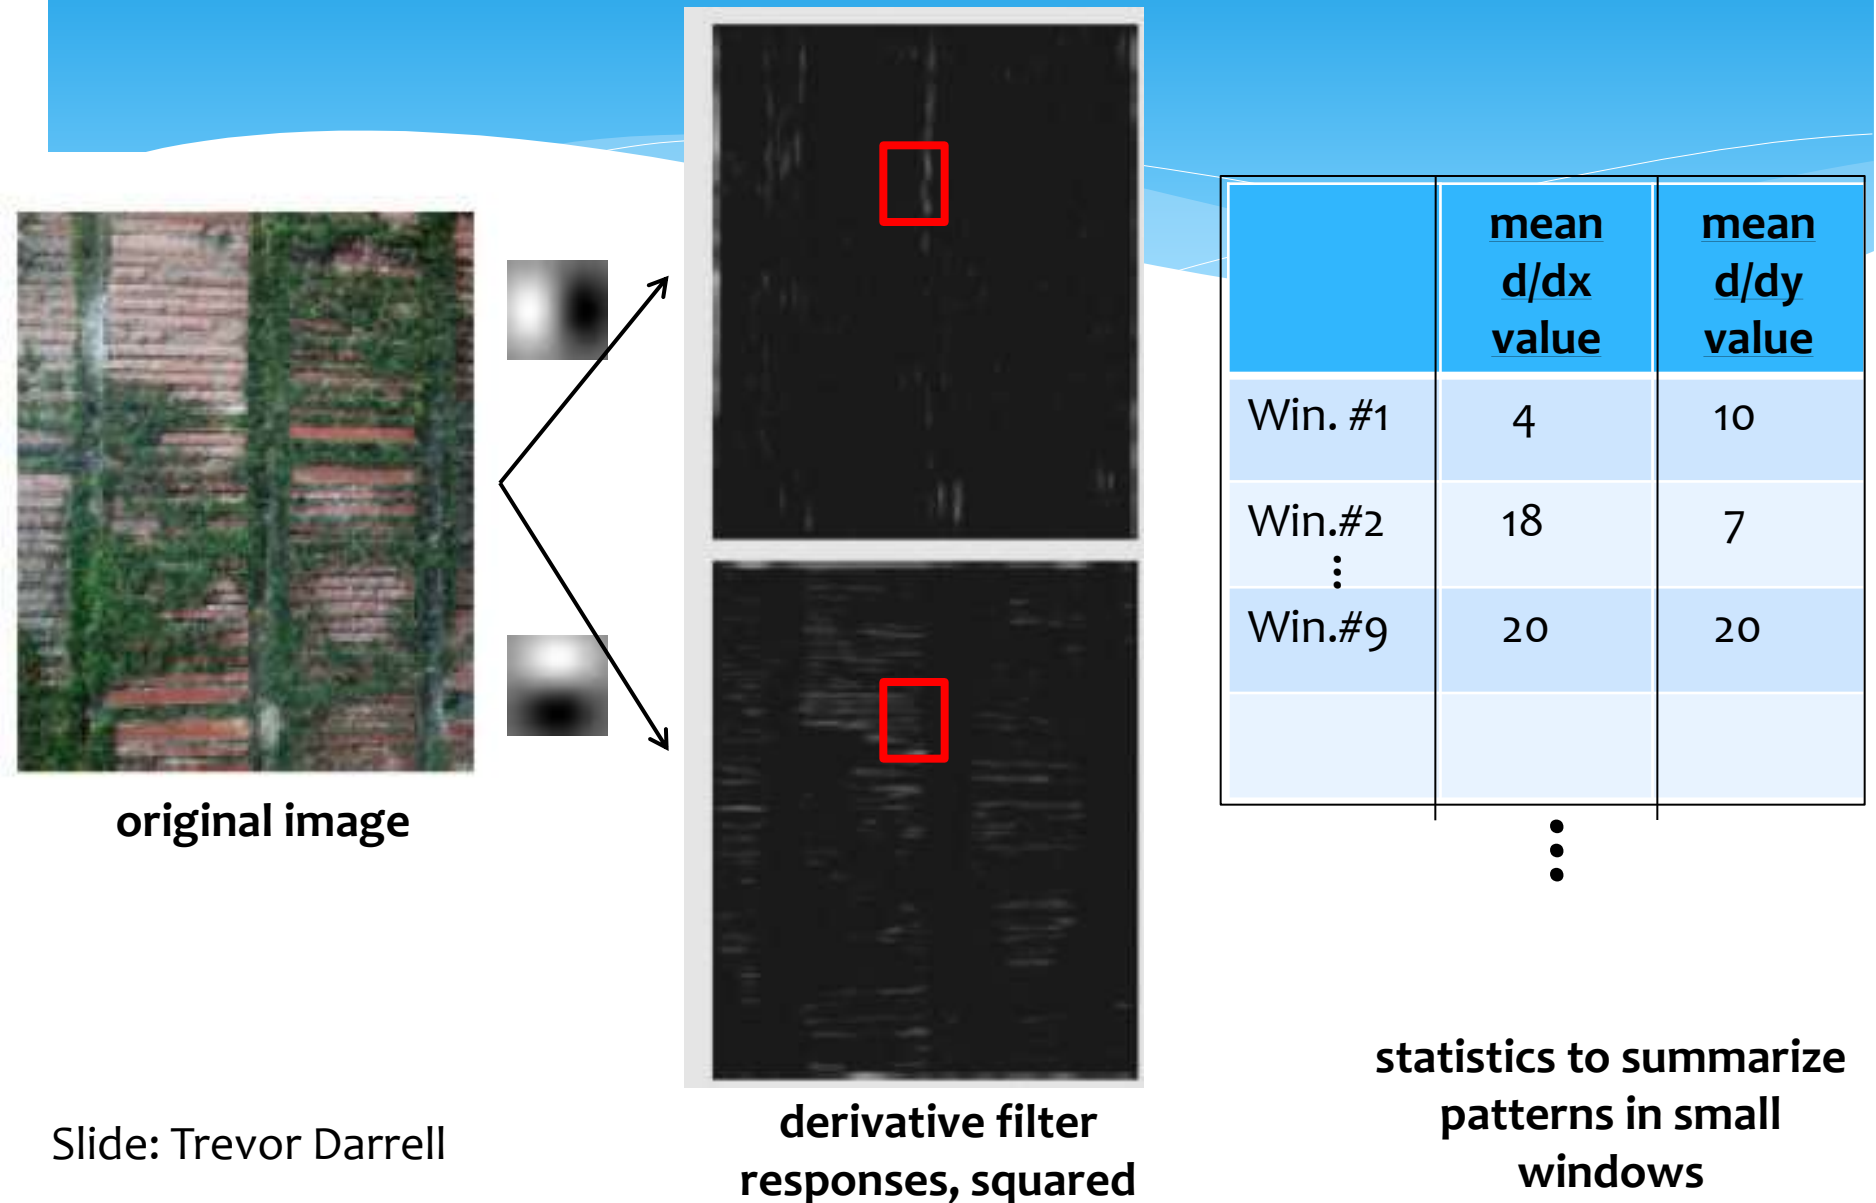 original image
Slide: Trevor Darrell
derivative filter
responses, squared
mean
d/dx
value
mean
d/dy
value
Win. #1 4 10
Win.#2 18 7
⋮
Win.#9 20 20
⋮
statistics to summarize
patterns in small
windows